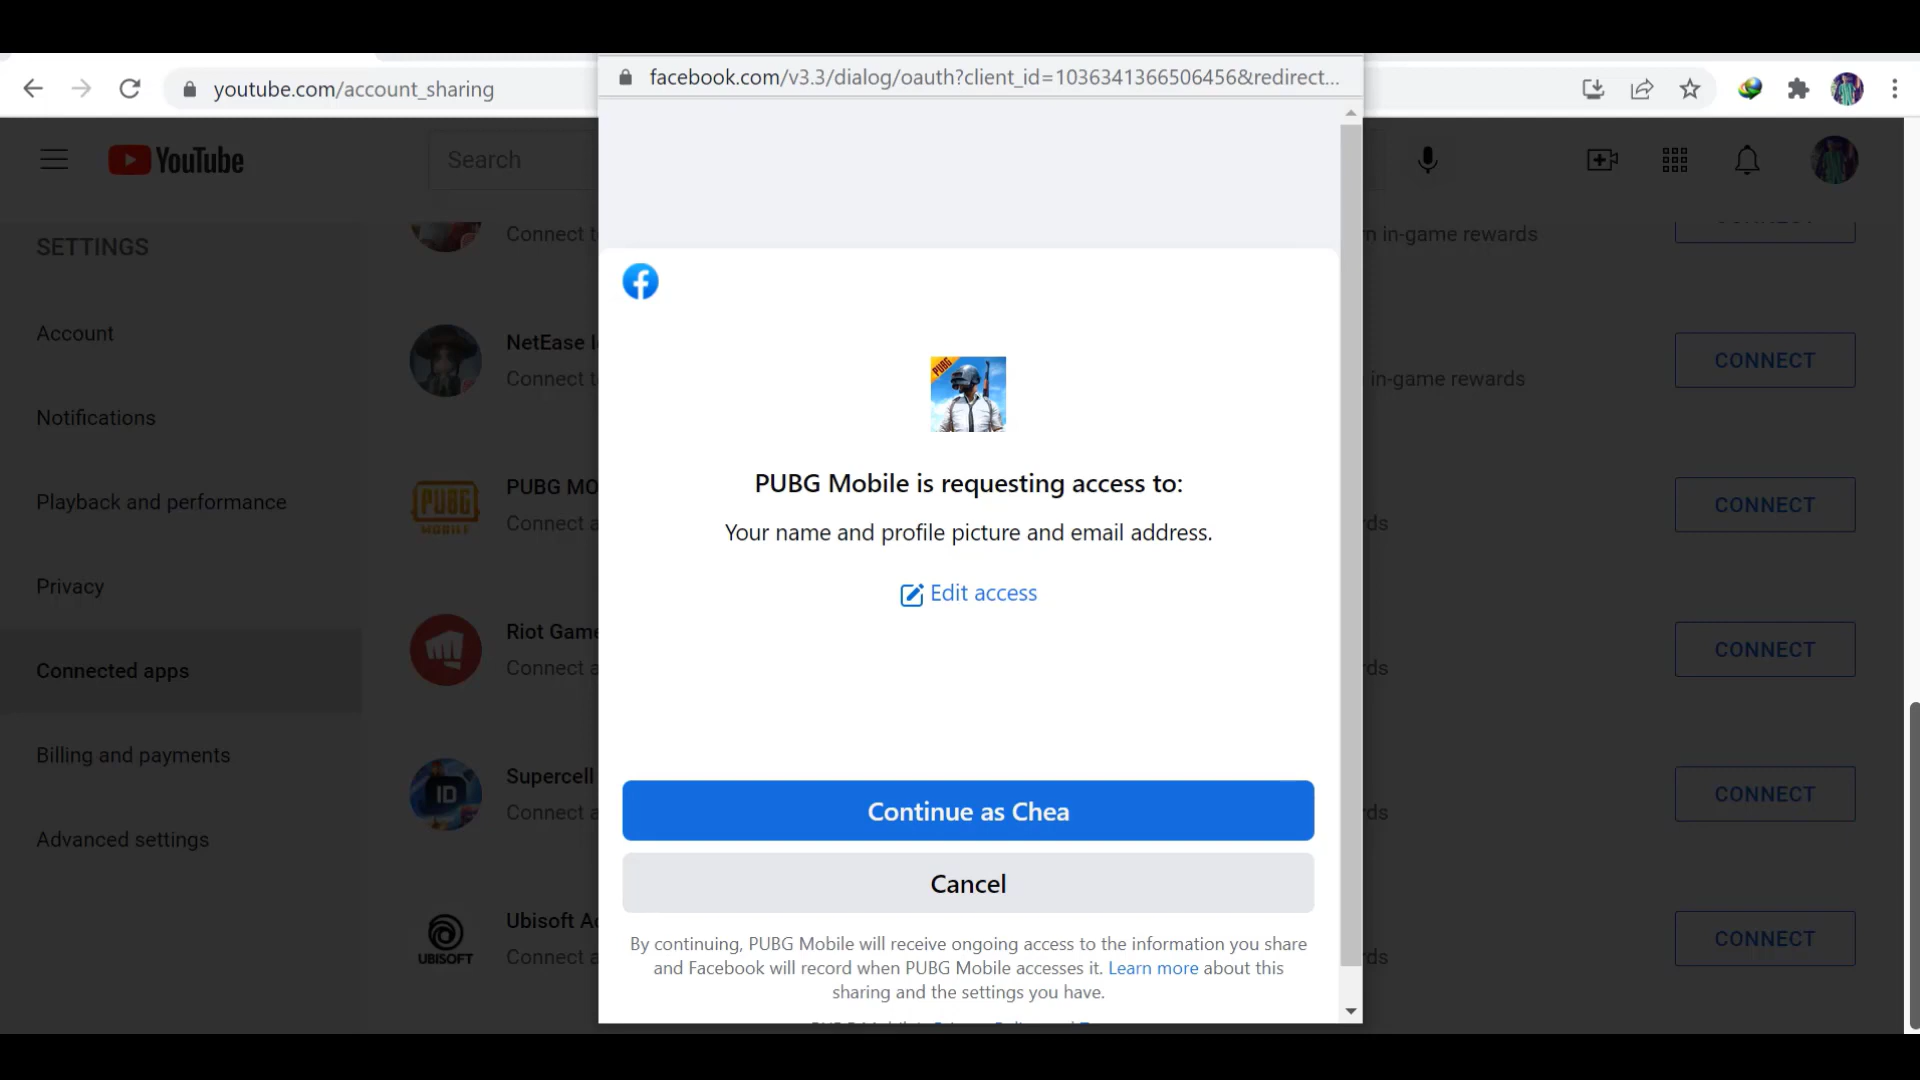 youtube.com/account_sharing
facebook.com/v3.3/dialog/oauth?client_id=1036341366506456&redirect...
YouTube
Search
SETTINGS
Account
Notifications
Playback and performance
Privacy
Connected apps
Billing and payments
Advanced settings
Connect t
n in-game rewards
NetEase
Connect t
in-game rewards
CONNECT
PUBG MOBILE
PUBG MO
Connect a
ds
CONNECT
Riot Game
Connect a
ds
CONNECT
ID
Supercell
Connect a
ds
CONNECT
UBISOFT
Ubisoft A
Connect a
ds
CONNECT
PUBG
PUBG Mobile is requesting access to:
Your name and profile picture and email address.
Edit access
Continue as Chea
Cancel
By continuing, PUBG Mobile will receive ongoing access to the information you share
and Facebook will record when PUBG Mobile accesses it. Learn more about this
sharing and the settings you have.